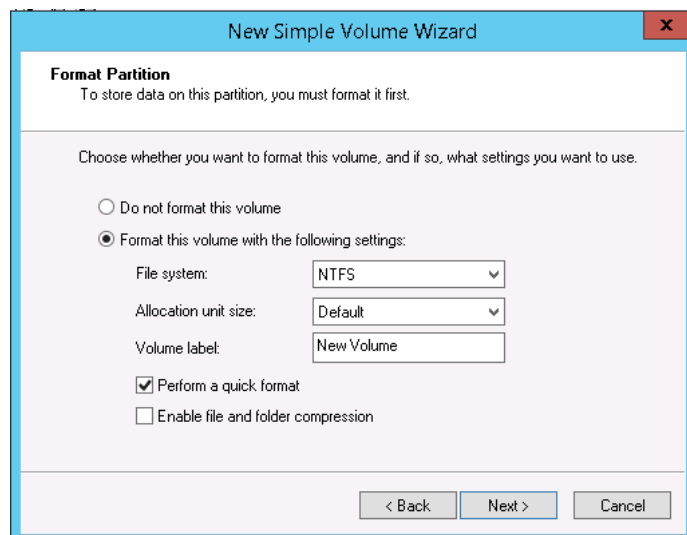 New Simple Volume Wizard
x
Format Partition
To store data on this partition, you must format it first.
Choose whether you want to format this volume, and if so, what settings you want to use.
Do not format this volume
Format this volume with the following settings:
File system: NTFS
Allocation unit size: Default
Volume label: New Volume
Perform a quick format
Enable file and folder compression
< Back Next > Cancel